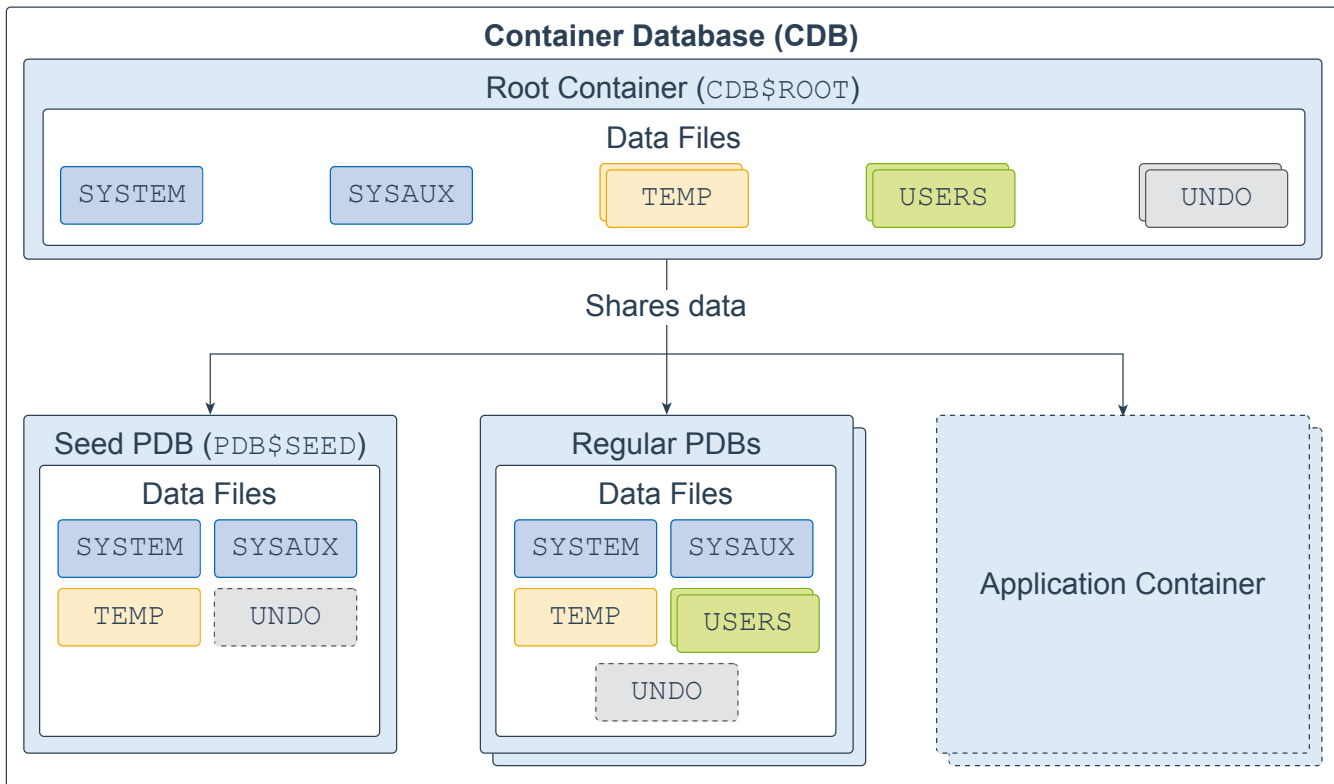 Container Database (CDB)
Root Container (CDB$ROOT)
Data Files
SYSTEM SYSAUX TEMP USERS UNDO
Shares data
Seed PDB (PDB$SEED)
Data Files
SYSTEM SYSAUX
TEMP UNDO
Regular PDBs
Data Files
SYSTEM SYSAUX
TEMP USERS
UNDO
Application Container